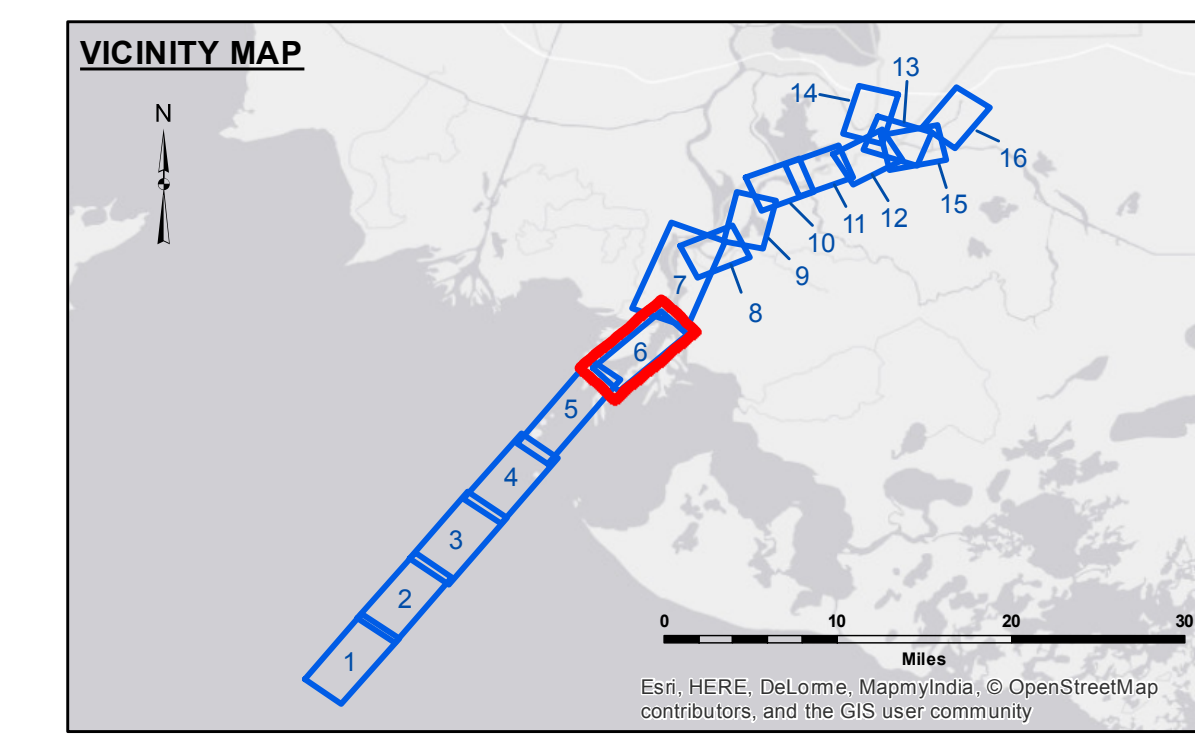 VICINITY MAP
N
13
14
16
15
12
11
10
9
7
8
6
5
4
3
2
1
0 10 20 30
Miles
Esri, HERE, DeLorme, MapmyIndia, © OpenStreetMap
contributors, and the GIS user community